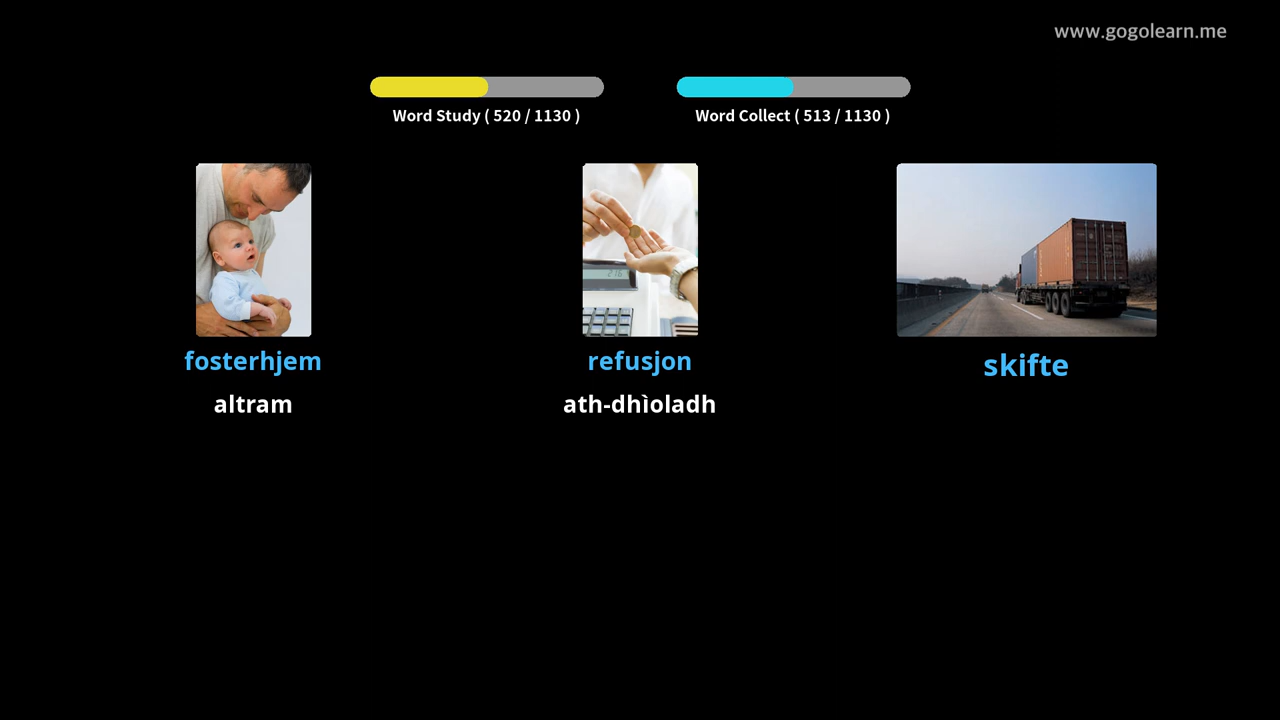 www.gogolearn.me
Word Study ( 520 / 1130 )
Word Collect ( 513 / 1130 )
fosterhjem
refusjon
skifte
altram
ath-dhìoladh